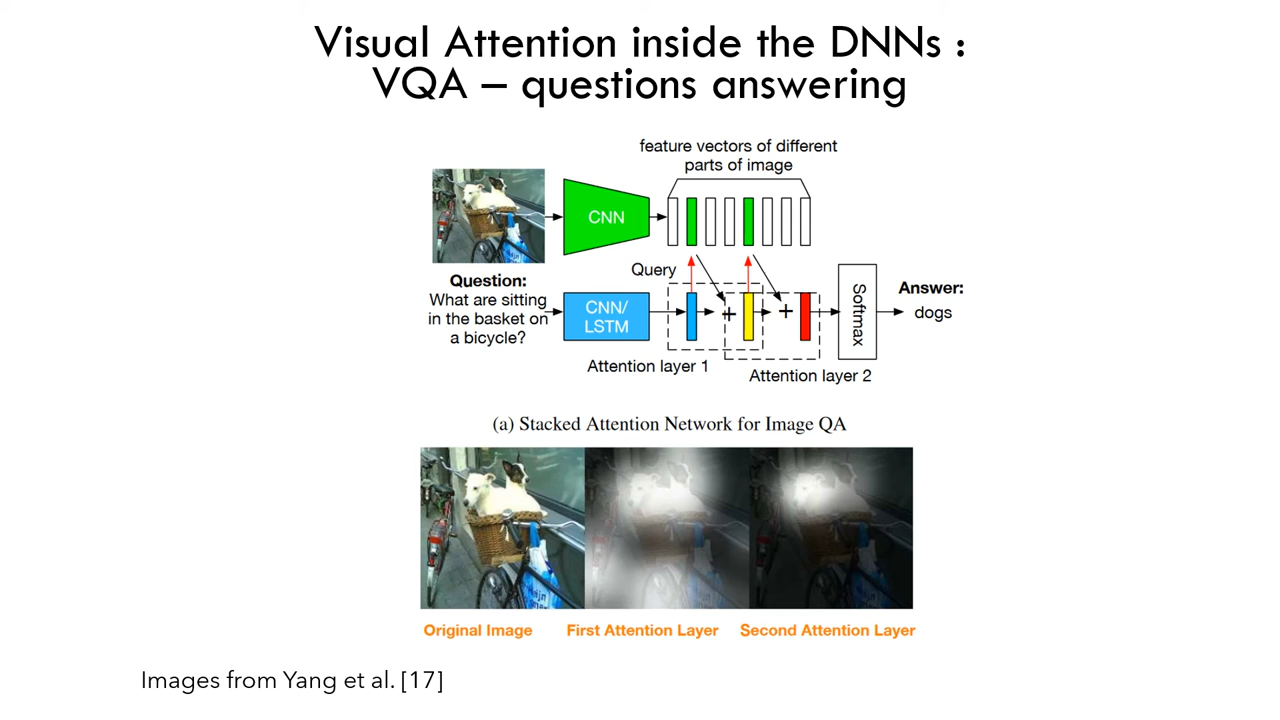 Visual Attention inside the DNNs :
VQA – questions answering
feature vectors of different
parts of image
CNN
Query
Question:
What are sitting
in the basket on
a bicycle?
CNN/
LSTM
+
+
Softmax
Answer:
dogs
Attention layer 1
Attention layer 2
(a) Stacked Attention Network for Image QA
Original Image
First Attention Layer
Second Attention Layer
Images from Yang et al. [17]